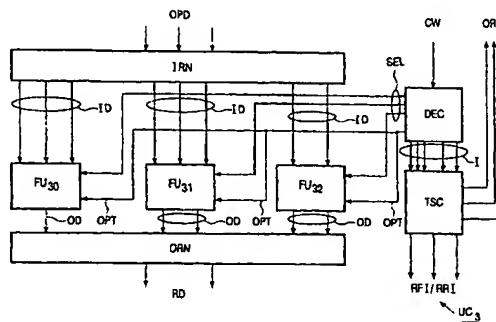 OPD
CW
OR
IRN
SEL
DEC
ID
ID
ID
I
FU30
FU31
FU32
TSC
OD
OPT
OD
OPT
OD
OPT
ORN
RD
RFI/RRI
UC3